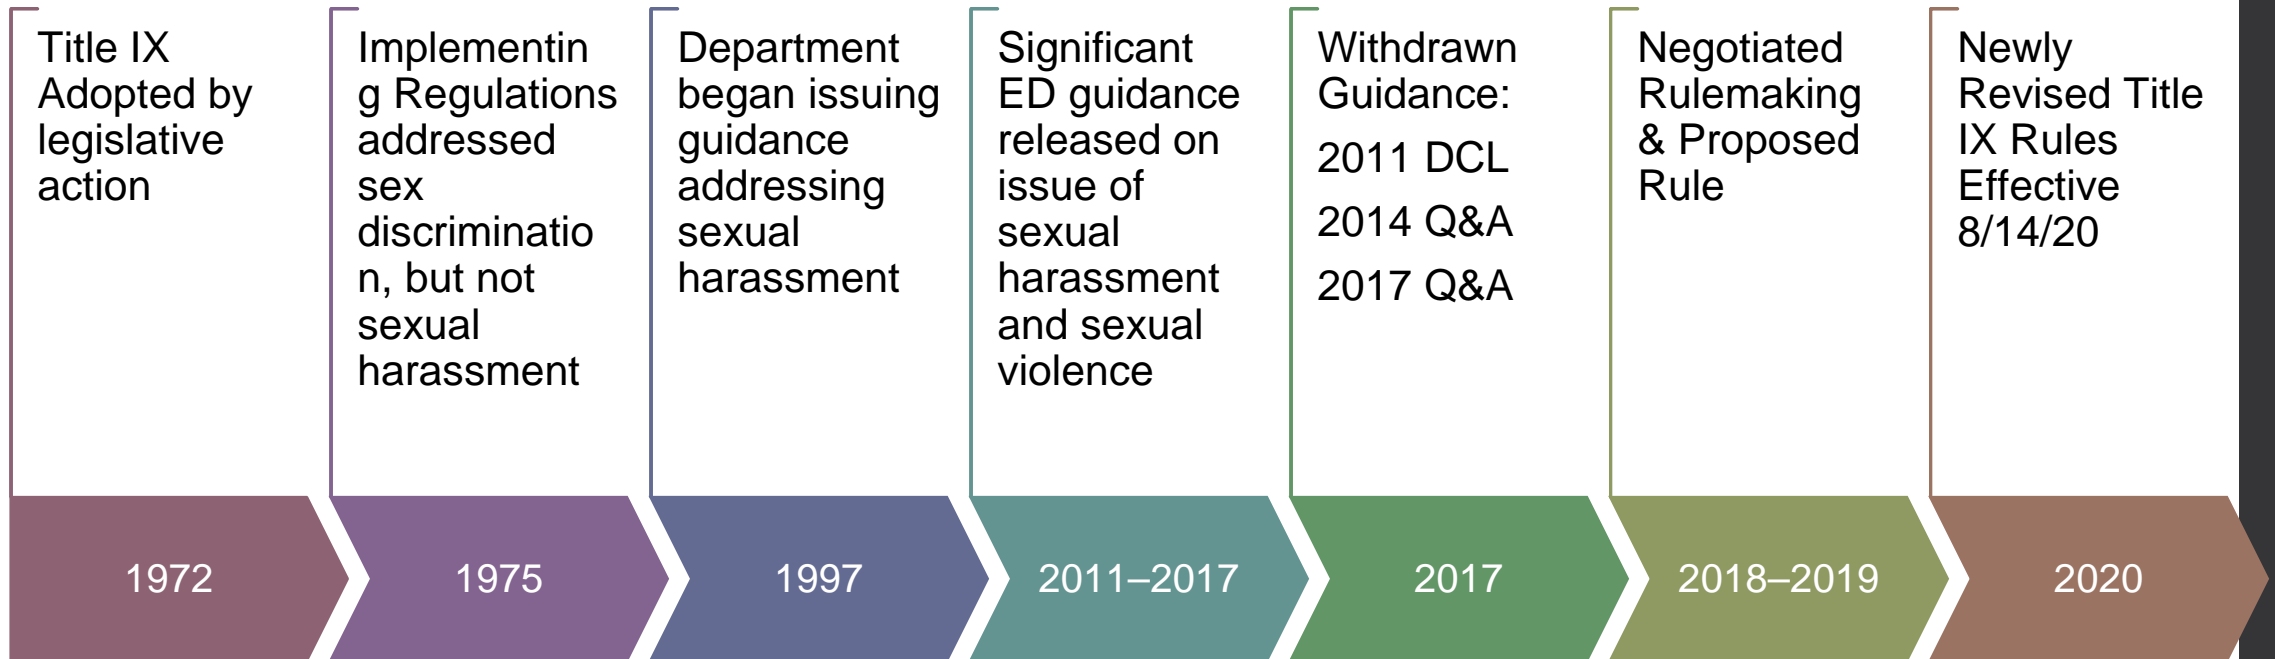 Title IX
Adopted by
legislative
action
Implementin
g Regulations
addressed
sex
discriminatio
n, but not
sexual
harassment
Department
began issuing
guidance
addressing
sexual
harassment
Significant
ED guidance
released on
issue of
sexual
harassment
and sexual
violence
Withdrawn
Guidance:
2011 DCL
2014 Q&A
2017 Q&A
Negotiated
Rulemaking
& Proposed
Rule
Newly
Revised Title
IX Rules
Effective
8/14/20
1972
1975
1997
2011–2017
2017
2018–2019
2020